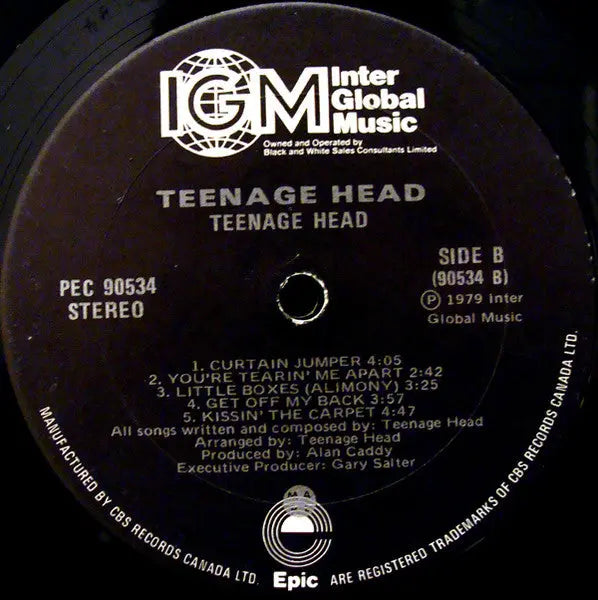 IGM Inter
Global
Music
Owned and Operated by
Black and White Sales Consultants Limited
TEENAGE HEAD
TEENAGE HEAD
PEC 90534
STEREO
SIDE B
(90534 B)
Ⓟ 1979 Inter
Global Music
1. CURTAIN JUMPER 4:05
2. YOU'RE TEARIN' ME APART 2:42
3. LITTLE BOXES (ALIMONY) 3:25
4. GET OFF MY BACK 3:57
5. KISSIN' THE CARPET 4:47
All songs written and composed by: Teenage Head
Arranged by: Teenage Head
Produced by: Alan Caddy
Executive Producer: Gary Salter
MANUFACTURED BY CBS RECORDS CANADA LTD. Epic ARE REGISTERED TRADEMARKS OF CBS RECORDS CANADA LTD.